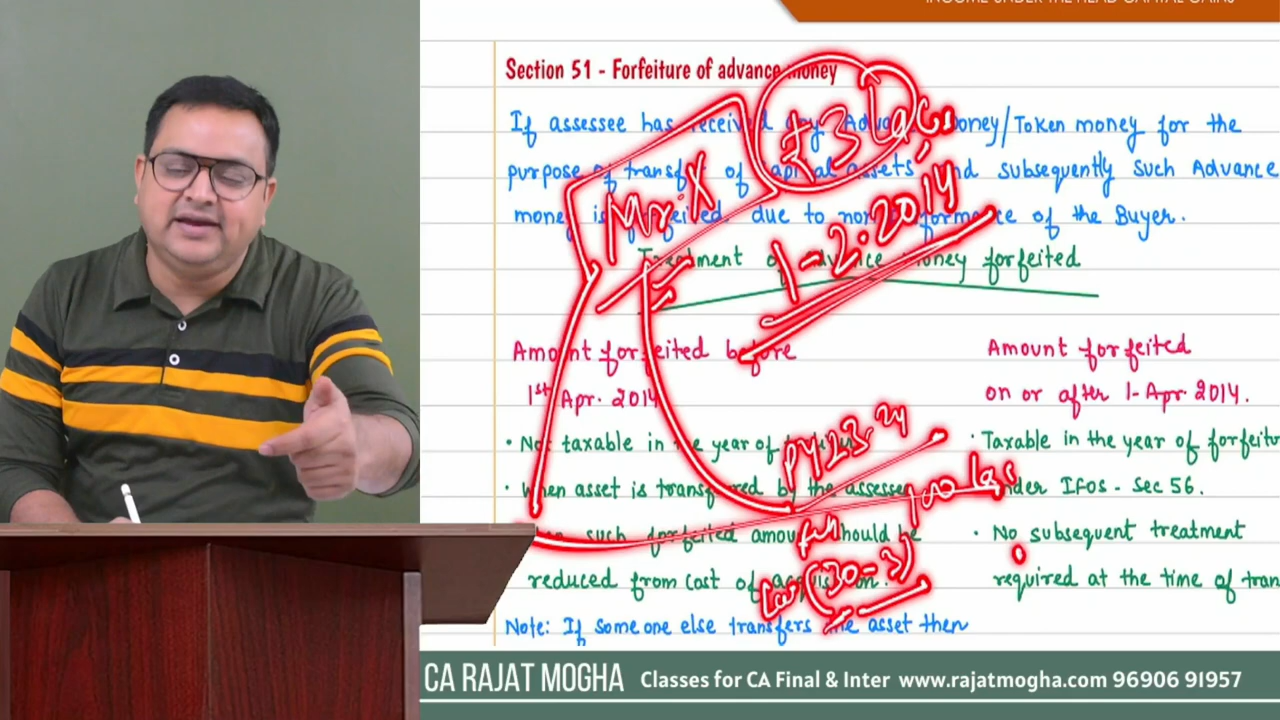 INCOME UNDER THE HEAD CAPITAL GAINS
Section 51 - Forfeiture of advance money
If assessee has received any Advance money/Token money for the
purpose of transfer of capital assets and subsequently such Advance
money is forfeited due to non performance of the Buyer.
Treatment of advance money forfeited
Amount forfeited before
1st Apr. 2014
· Not taxable in the year of
· When asset is transferred by the assessee
such forfeited amount should be
reduced from cost of acquisition.
Amount forfeited
on or after 1-Apr. 2014.
· Taxable in the year of forfeitu
under IFOS - Sec 56.
· No subsequent treatment
required at the time of tran
Note: If someone else transfers the asset then
Mr. X
₹3 lacs
1-2-2014
PY 23-24
100 lacs
(30-3)
CA RAJAT MOGHA Classes for CA Final & Inter www.rajatmogha.com 96906 91957